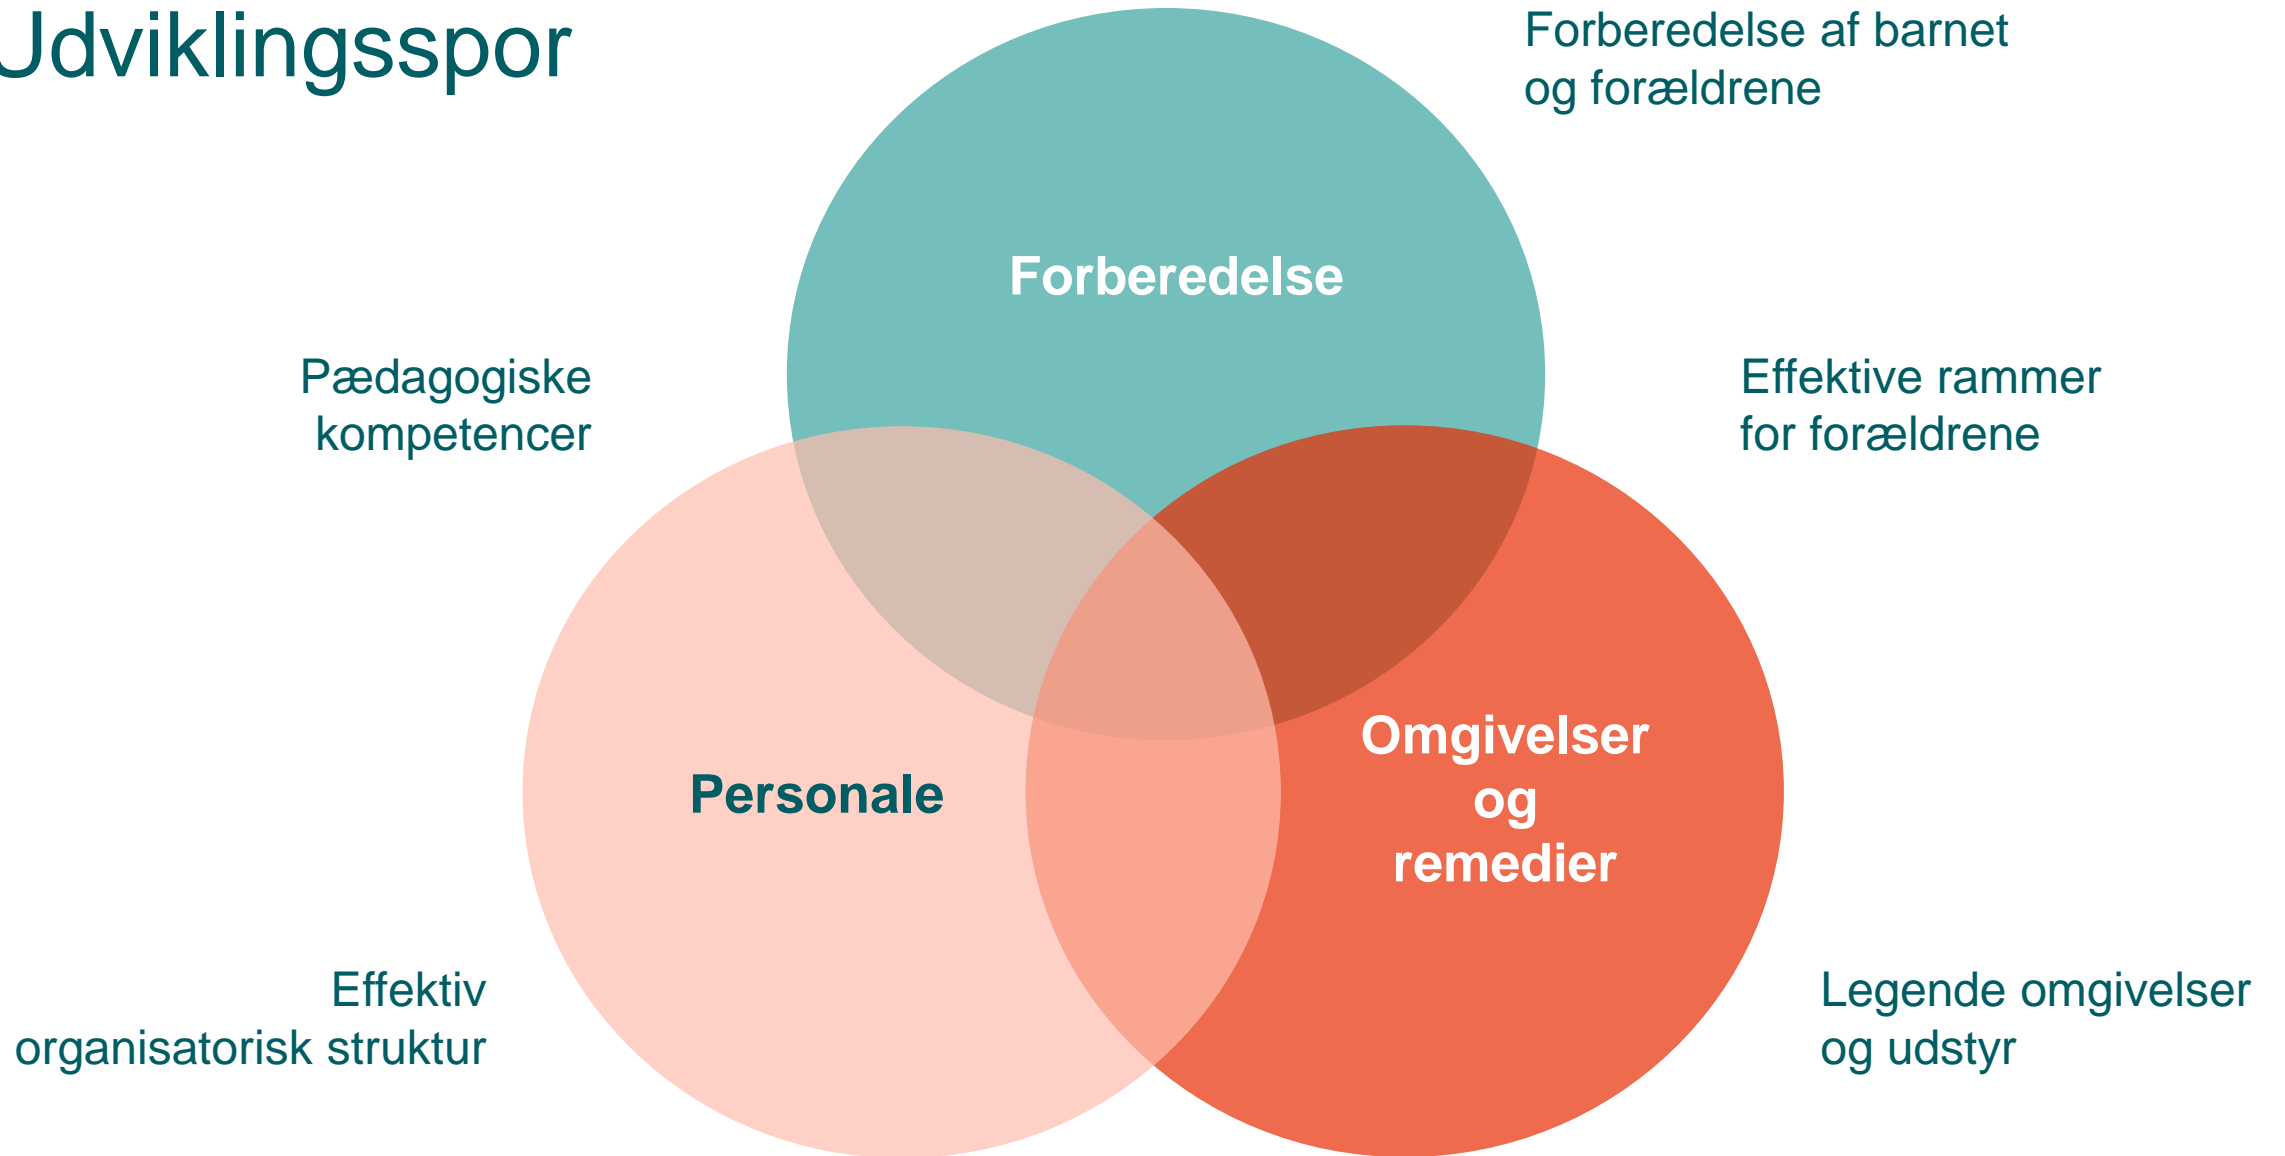 Udviklingsspor
Forberedelse af barnet
og forældrene
Forberedelse
Pædagogiske
kompetencer
Effektive rammer
for forældrene
Personale
Omgivelser
og
remedier
Effektiv
organisatorisk struktur
Legende omgivelser
og udstyr